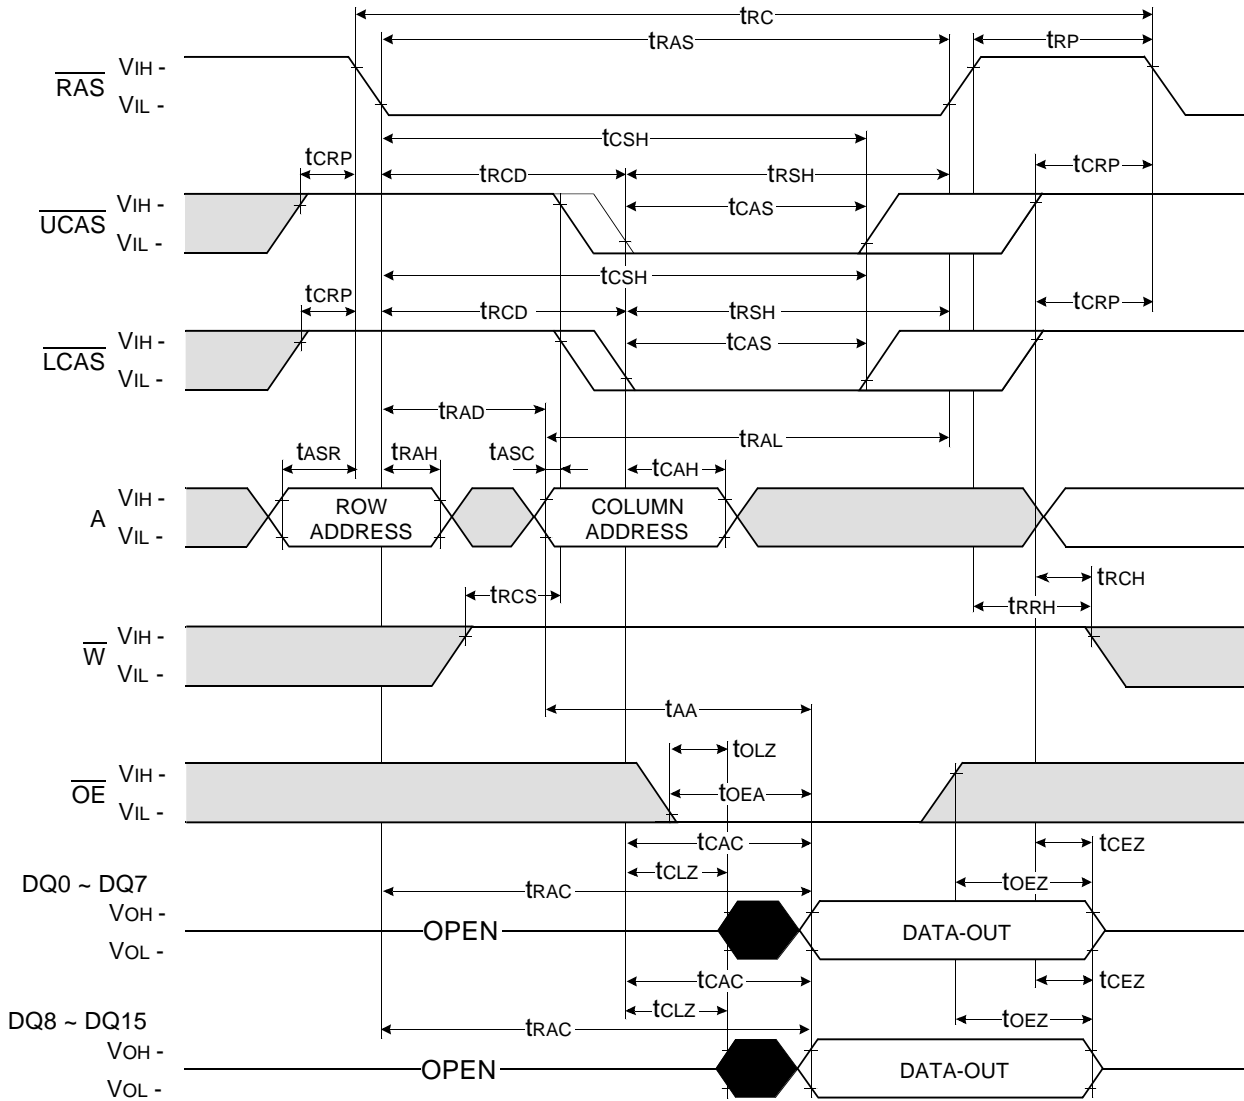 tRC
tRAS
tRP
RAS
VIH -
VIL -
tCSH
tCRP
tRCD
tRSH
tCRP
UCAS
VIH -
VIL -
tCAS
tCSH
tCRP
tRCD
tRSH
tCRP
LCAS
VIH -
VIL -
tCAS
tRAD
tRAL
tASR
tRAH
tASC
tCAH
A
VIH -
VIL -
ROW
ADDRESS
COLUMN
ADDRESS
tRCH
tRCS
tRRH
W
VIH -
VIL -
tAA
tOLZ
OE
VIH -
VIL -
tOEA
tCAC
tCEZ
tCLZ
tOEZ
DQ0 ~ DQ7
tRAC
VOH -
VOL -
OPEN
DATA-OUT
tCAC
tCEZ
tCLZ
tOEZ
DQ8 ~ DQ15
tRAC
VOH -
VOL -
OPEN
DATA-OUT